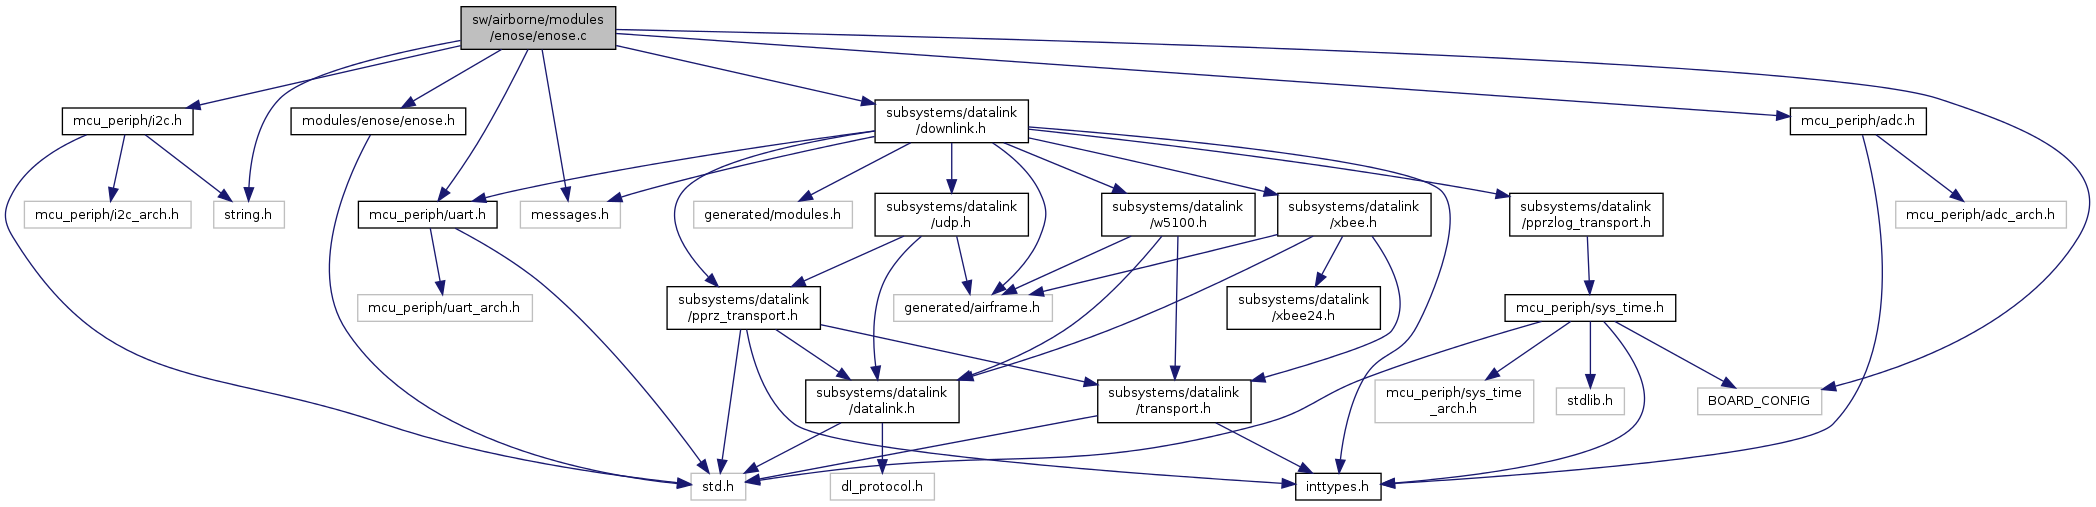 sw/airborne/modules
/enose/enose.c
mcu_periph/i2c.h
modules/enose/enose.h
subsystems/datalink
/downlink.h
mcu_periph/adc.h
mcu_periph/i2c_arch.h
string.h
mcu_periph/uart.h
messages.h
generated/modules.h
subsystems/datalink
/udp.h
subsystems/datalink
/w5100.h
subsystems/datalink
/xbee.h
subsystems/datalink
/pprzlog_transport.h
mcu_periph/adc_arch.h
mcu_periph/uart_arch.h
subsystems/datalink
/pprz_transport.h
generated/airframe.h
subsystems/datalink
/xbee24.h
mcu_periph/sys_time.h
subsystems/datalink
/datalink.h
subsystems/datalink
/transport.h
mcu_periph/sys_time
_arch.h
stdlib.h
BOARD_CONFIG
std.h
dl_protocol.h
inttypes.h